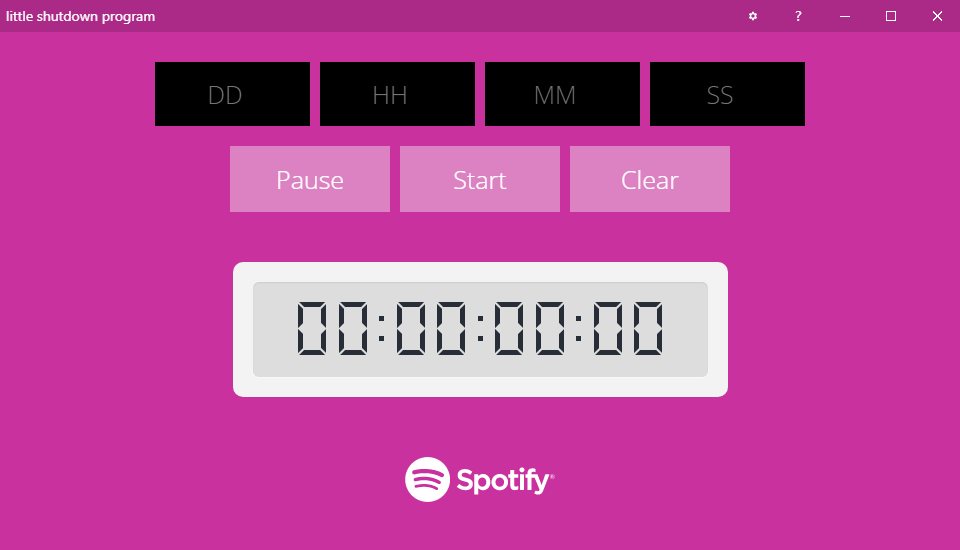 little shutdown program ?
DD HH MM SS
Pause Start Clear
00:00:00:00
Spotify®